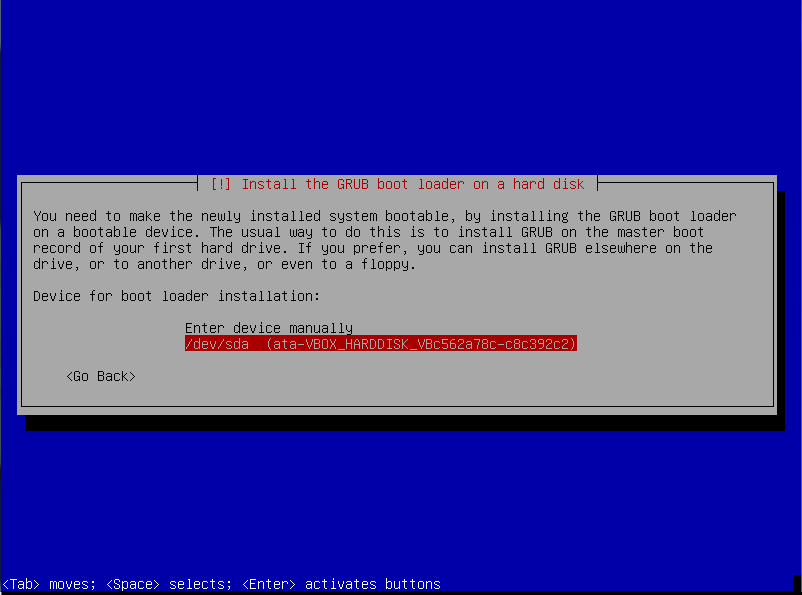 [!] Install the GRUB boot loader on a hard disk
You need to make the newly installed system bootable, by installing the GRUB boot loader
on a bootable device. The usual way to do this is to install GRUB on the master boot
record of your first hard drive. If you prefer, you can install GRUB elsewhere on the
drive, or to another drive, or even to a floppy.
Device for boot loader installation:
Enter device manually
/dev/sda (ata-VBOX_HARDDISK_VBc562a78c-c8c392c2)
<Go Back>
<Tab> moves; <Space> selects; <Enter> activates buttons